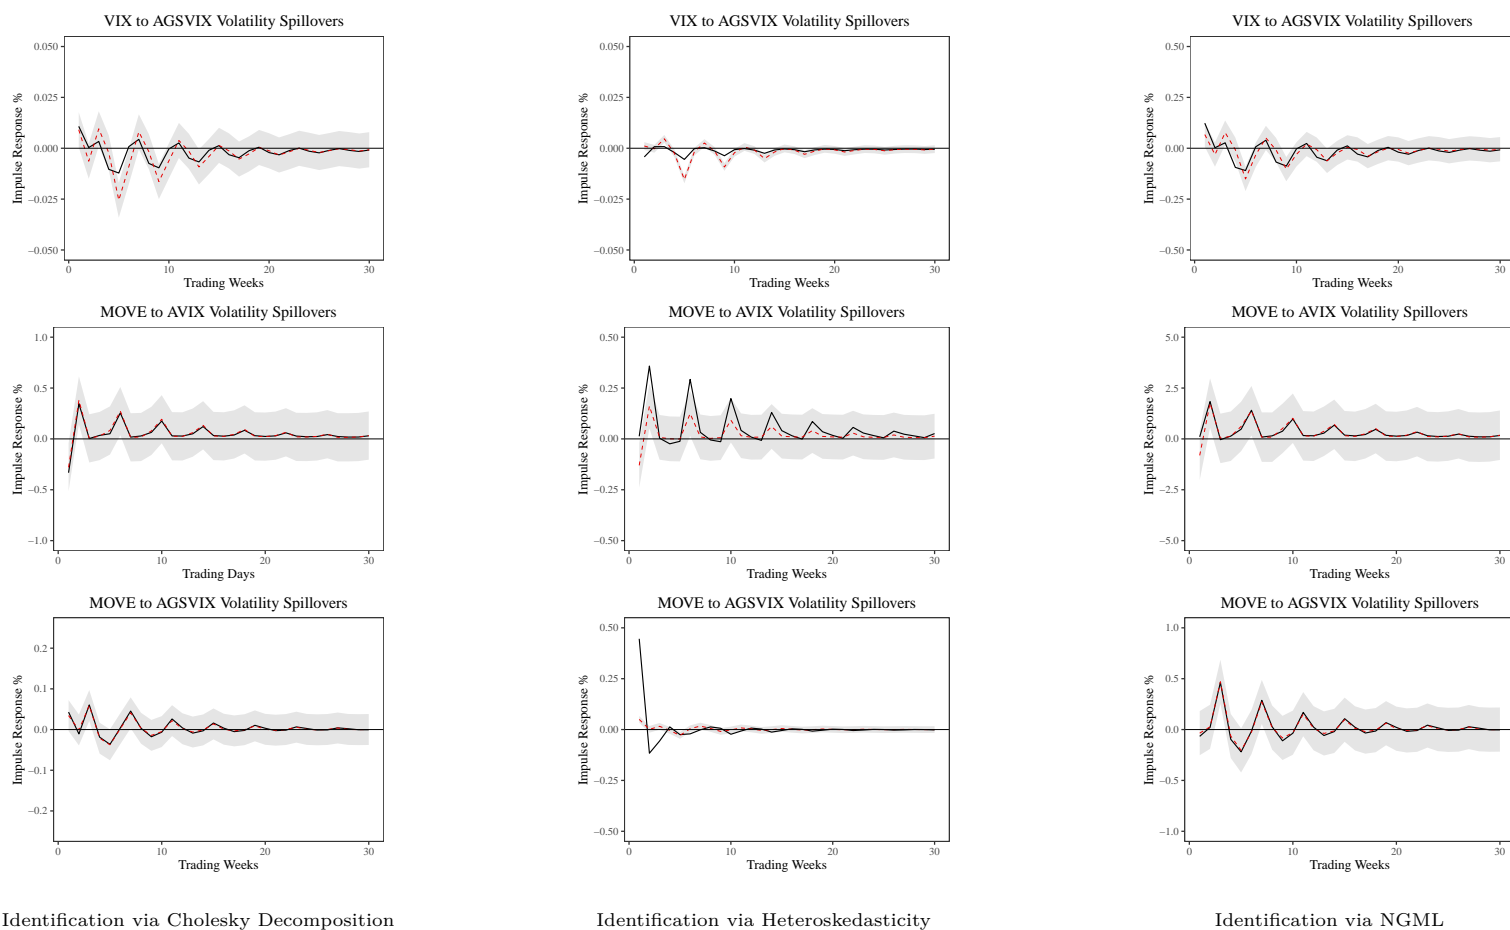 VIX to AGSVIX Volatility Spillovers
Impulse Response %
0.050
0.025
0.000
−0.025
−0.050
0 10 20 30
Trading Weeks
VIX to AGSVIX Volatility Spillovers
Impulse Response %
0.050
0.025
0.000
−0.025
−0.050
0 10 20 30
Trading Weeks
VIX to AGSVIX Volatility Spillovers
Impulse Response %
0.50
0.25
0.00
−0.25
−0.50
0 10 20 30
Trading Weeks
MOVE to AVIX Volatility Spillovers
Impulse Response %
1.0
0.5
0.0
−0.5
−1.0
0 10 20 30
Trading Days
MOVE to AVIX Volatility Spillovers
Impulse Response %
0.50
0.25
0.00
−0.25
−0.50
0 10 20 30
Trading Weeks
MOVE to AVIX Volatility Spillovers
Impulse Response %
5.0
2.5
0.0
−2.5
−5.0
0 10 20 30
Trading Weeks
MOVE to AGSVIX Volatility Spillovers
Impulse Response %
0.2
0.1
0.0
−0.1
−0.2
0 10 20 30
Trading Weeks
MOVE to AGSVIX Volatility Spillovers
Impulse Response %
0.50
0.25
0.00
−0.25
−0.50
0 10 20 30
Trading Weeks
MOVE to AGSVIX Volatility Spillovers
Impulse Response %
1.0
0.5
0.0
−0.5
−1.0
0 10 20 30
Trading Weeks
Identification via Cholesky Decomposition
Identification via Heteroskedasticity
Identification via NGML